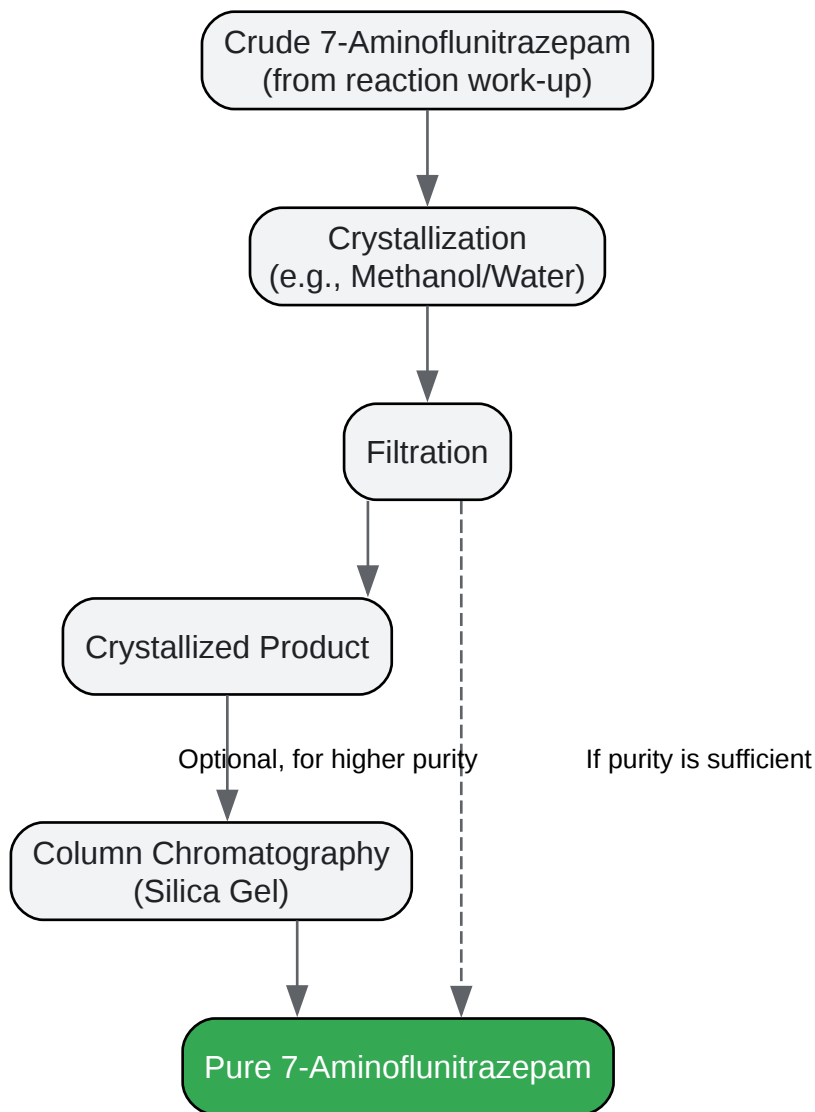 Crude 7-Aminoflunitrazepam
(from reaction work-up)
Crystallization
(e.g., Methanol/Water)
Filtration
Crystallized Product
Optional, for higher purity
If purity is sufficient
Column Chromatography
(Silica Gel)
Pure 7-Aminoflunitrazepam